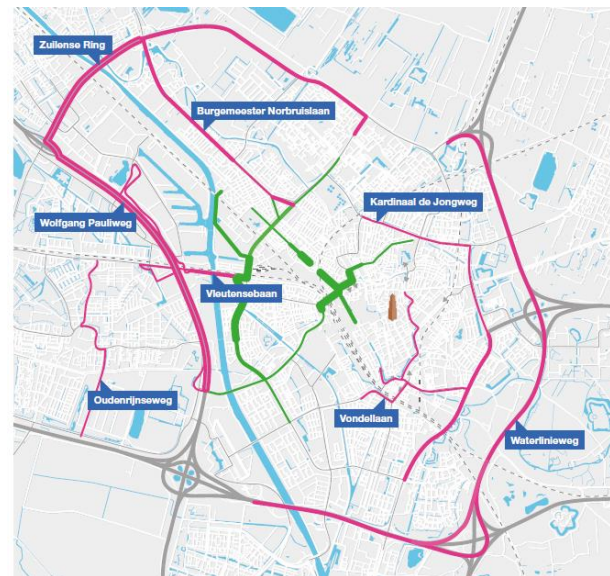 Zuilense Ring
Burgemeester Norbruislaan
Kardinaal de Jongweg
Wolfgang Pauliweg
Vleutensebaan
Oudenrijnseweg
Vondellaan
Waterlinieweg